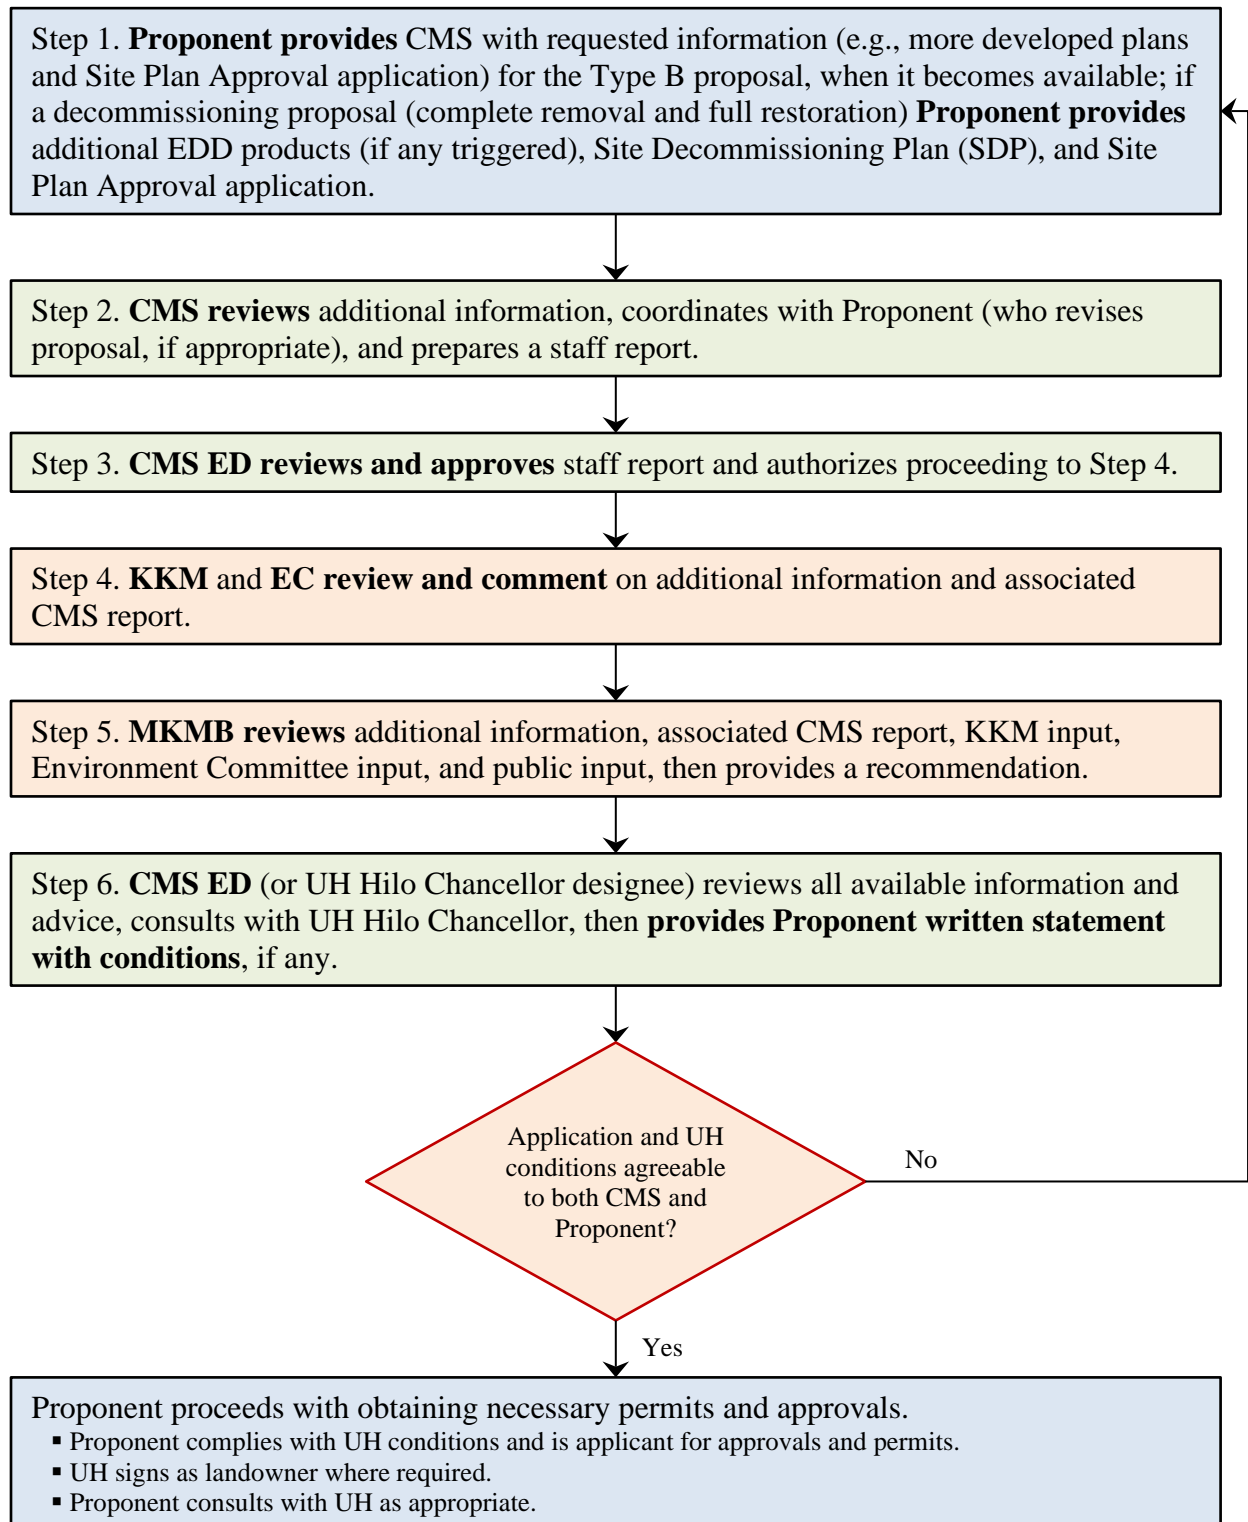 Step 1. Proponent provides CMS with requested information (e.g., more developed plans
and Site Plan Approval application) for the Type B proposal, when it becomes available; if
a decommissioning proposal (complete removal and full restoration) Proponent provides
additional EDD products (if any triggered), Site Decommissioning Plan (SDP), and Site
Plan Approval application.
Step 2. CMS reviews additional information, coordinates with Proponent (who revises
proposal, if appropriate), and prepares a staff report.
Step 3. CMS ED reviews and approves staff report and authorizes proceeding to Step 4.
Step 4. KKM and EC review and comment on additional information and associated
CMS report.
Step 5. MKMB reviews additional information, associated CMS report, KKM input,
Environment Committee input, and public input, then provides a recommendation.
Step 6. CMS ED (or UH Hilo Chancellor designee) reviews all available information and
advice, consults with UH Hilo Chancellor, then provides Proponent written statement
with conditions, if any.
Application and UH
conditions agreeable
to both CMS and
Proponent?
No
Yes
Proponent proceeds with obtaining necessary permits and approvals.
▪ Proponent complies with UH conditions and is applicant for approvals and permits.
▪ UH signs as landowner where required.
▪ Proponent consults with UH as appropriate.